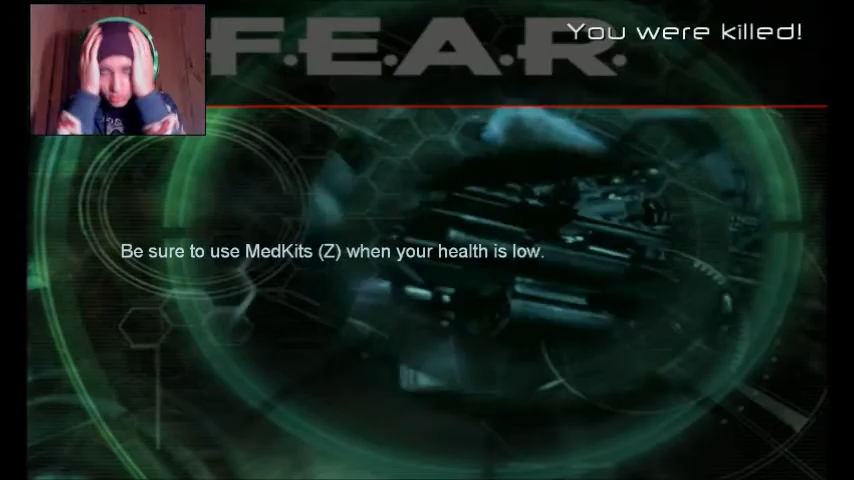 F.E.A.R.
You were killed!
Be sure to use MedKits (Z) when your health is low.